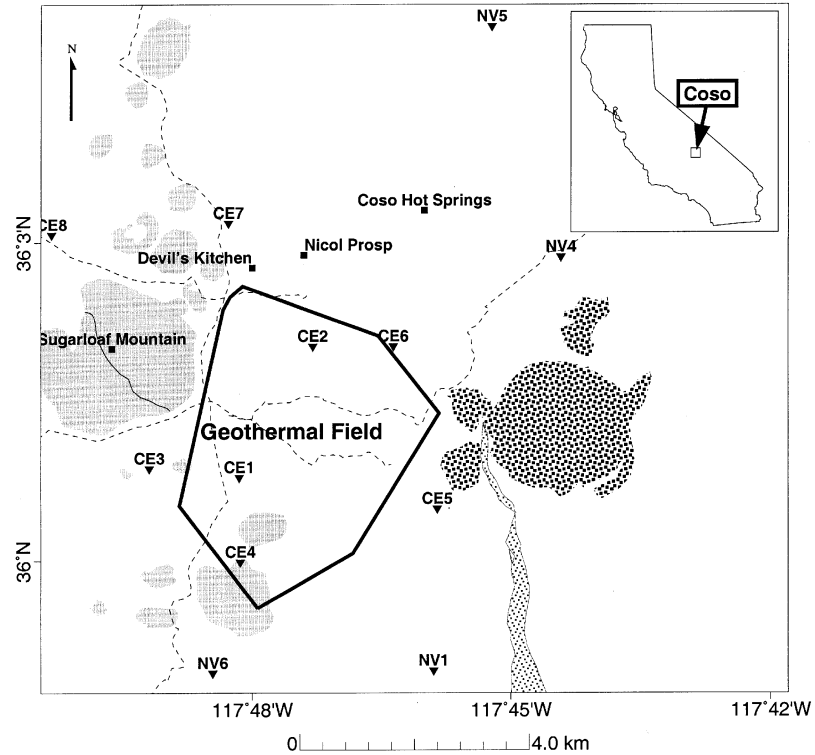 NV5
N
Coso
Coso Hot Springs
CE7
CE8
Nicol Prosp
NV4
36°3'N
Devil's Kitchen
Sugarloaf Mountain
CE2
CE6
Geothermal Field
CE3
CE1
CE5
CE4
36°N
NV6
NV1
117°48'W
117°45'W
117°42'W
0
4.0 km